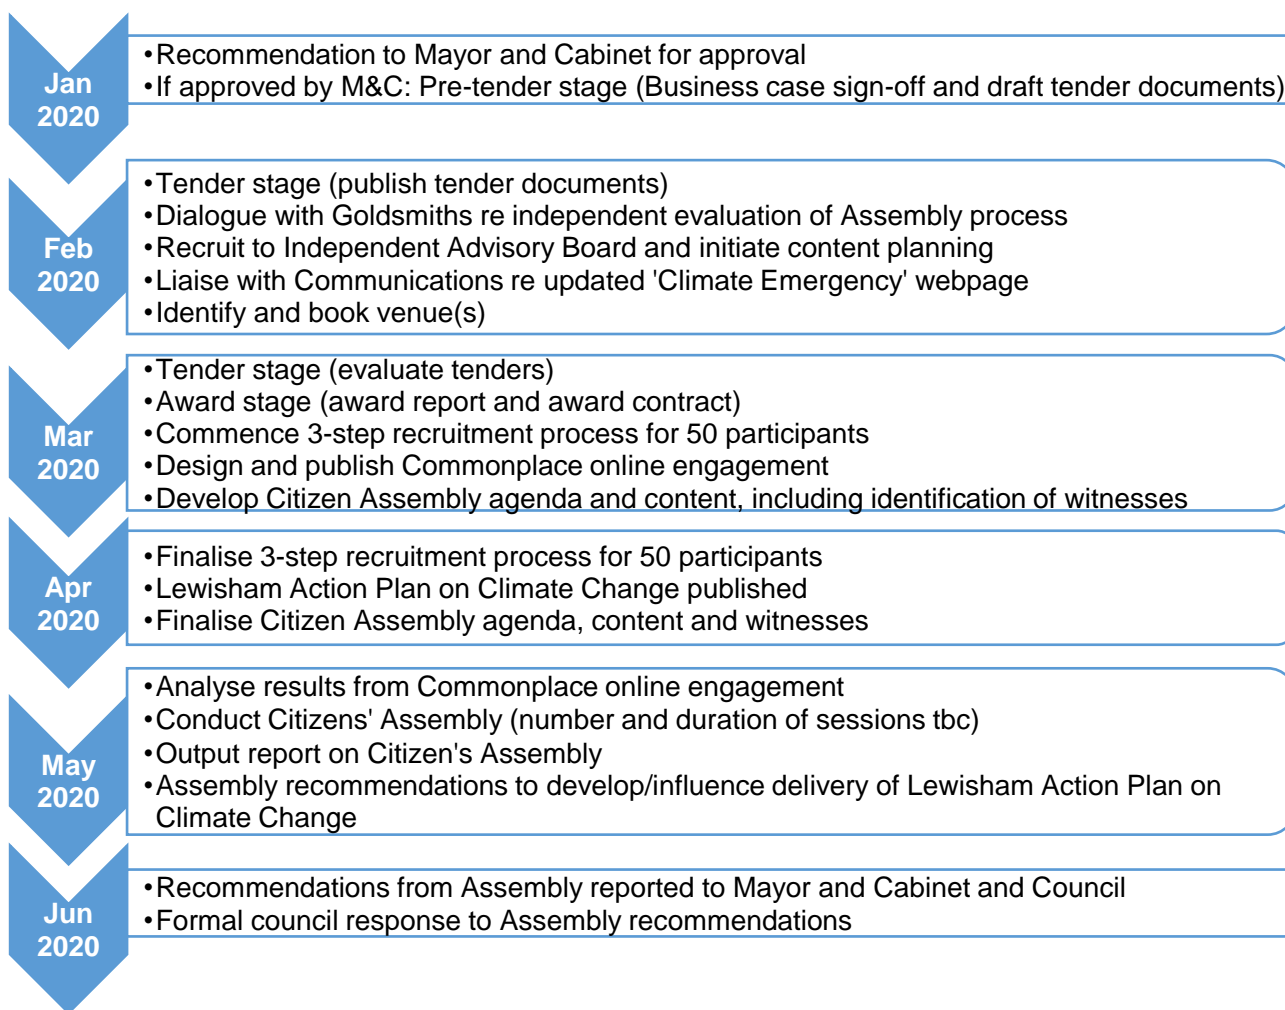 Jan
2020
•Recommendation to Mayor and Cabinet for approval
•If approved by M&C: Pre-tender stage (Business case sign-off and draft tender documents)
Feb
2020
•Tender stage (publish tender documents)
•Dialogue with Goldsmiths re independent evaluation of Assembly process
•Recruit to Independent Advisory Board and initiate content planning
•Liaise with Communications re updated 'Climate Emergency' webpage
•Identify and book venue(s)
Mar
2020
•Tender stage (evaluate tenders)
•Award stage (award report and award contract)
•Commence 3-step recruitment process for 50 participants
•Design and publish Commonplace online engagement
•Develop Citizen Assembly agenda and content, including identification of witnesses
Apr
2020
•Finalise 3-step recruitment process for 50 participants
•Lewisham Action Plan on Climate Change published
•Finalise Citizen Assembly agenda, content and witnesses
May
2020
•Analyse results from Commonplace online engagement
•Conduct Citizens' Assembly (number and duration of sessions tbc)
•Output report on Citizen's Assembly
•Assembly recommendations to develop/influence delivery of Lewisham Action Plan on
Climate Change
Jun
2020
•Recommendations from Assembly reported to Mayor and Cabinet and Council
•Formal council response to Assembly recommendations